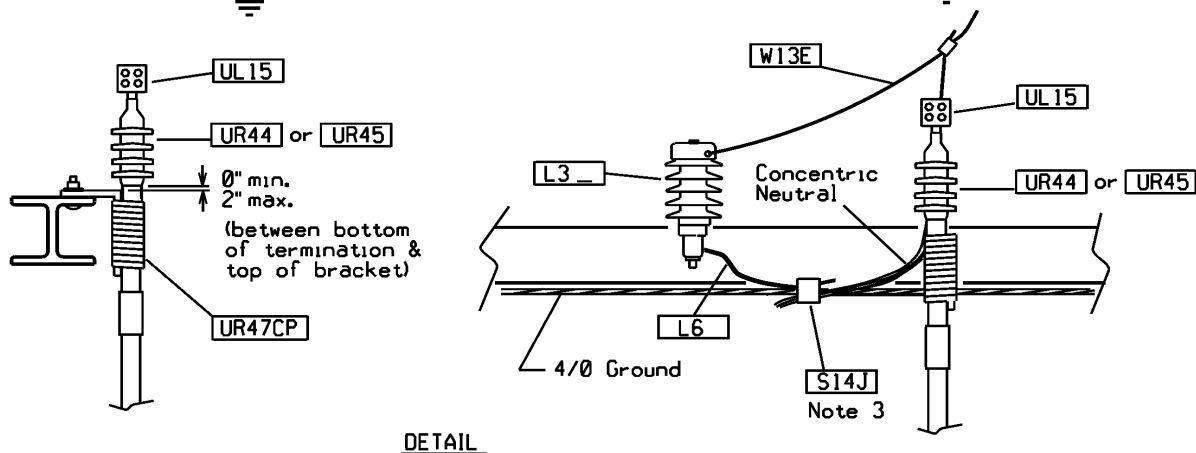 UL15
UR44 or UR45
0" min.
2" max.
(between bottom
of termination &
top of bracket)
UR47CP
W13E
UL15
L3_
Concentric
Neutral
UR44 or UR45
L6
4/0 Ground
S14J
Note 3
DETAIL